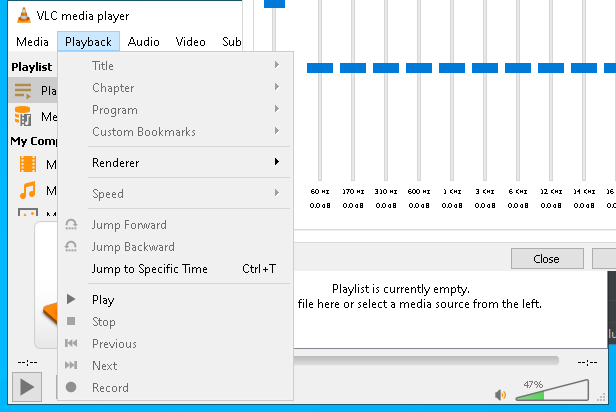 VLC media player
Media Playback Audio Video Sub
Playlist
Pla
Me
My Comp
M
M
M
Title
Chapter
Program
Custom Bookmarks
Renderer
Speed
Jump Forward
Jump Backward
Jump to Specific Time Ctrl+T
Play
Stop
Previous
Next
Record
60 Hz 170 Hz 310 Hz 600 Hz 1 KHz 3 KHz 6 KHz 12 KHz 14 KHz 16
0.0 dB 0.0 dB 0.0 dB 0.0 dB 0.0 dB 0.0 dB 0.0 dB 0.0 dB 0.0 dB 0.0
Close
Playlist is currently empty.
file here or select a media source from the left.
--:-- --:--
47%